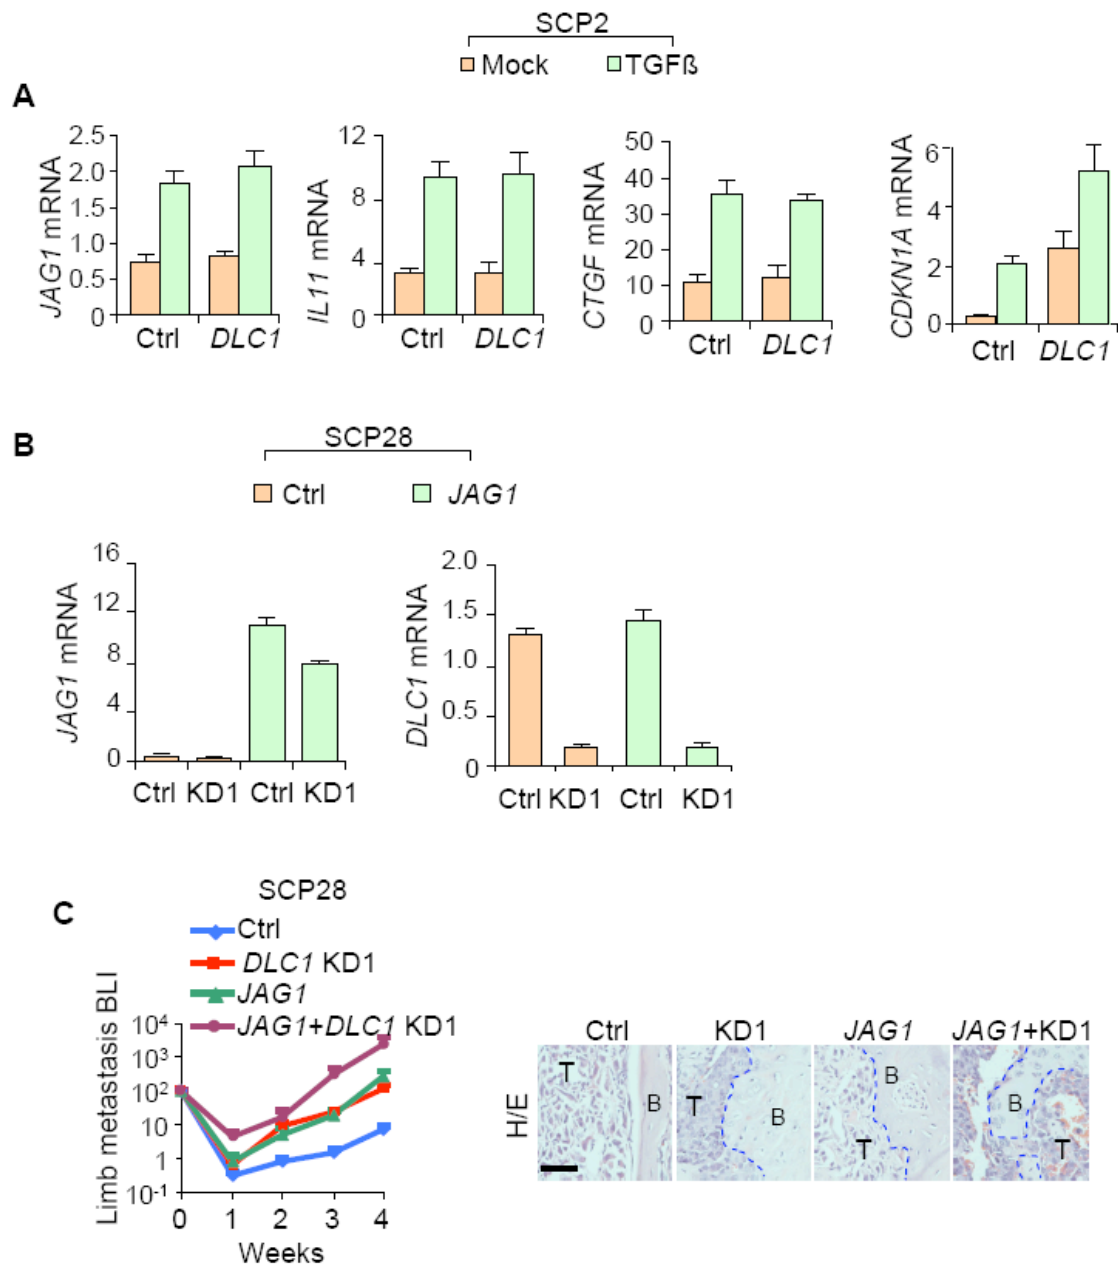 SCP2
Mock TGFß
A
JAG1 mRNA
2.5
2.0
1.5
1.0
0.5
0
Ctrl DLC1
IL11 mRNA
12
8
4
0
Ctrl DLC1
CTGF mRNA
50
40
30
20
10
0
Ctrl DLC1
CDKN1A mRNA
6
4
2
0
Ctrl DLC1
B
SCP28
Ctrl JAG1
JAG1 mRNA
16
12
8
4
0
Ctrl KD1 Ctrl KD1
DLC1 mRNA
2.0
1.5
1.0
0.5
0
Ctrl KD1 Ctrl KD1
C
SCP28
Ctrl
DLC1 KD1
JAG1
JAG1+DLC1 KD1
Limb metastasis BLI
10⁴
10³
10²
10
1
10⁻¹
0 1 2 3 4
Weeks
Ctrl KD1 JAG1 JAG1+KD1
H/E
T B
T B
B T
B T